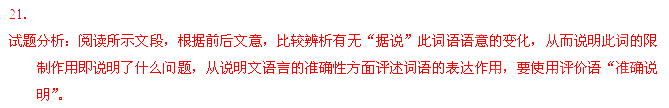 21.
试题分析：阅读所示文段，根据前后文意，比较辨析有无“据说”此词语语意的变化，从而说明此词的限
制作用即说明了什么问题，从说明文语言的准确性方面评述词语的表达作用，要使用评价语“准确说
明”。